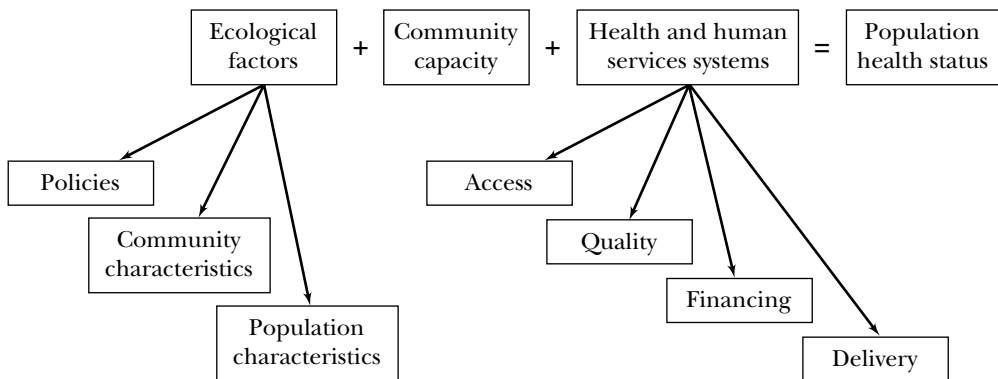 Ecological
factors
+
Community
capacity
+
Health and human
services systems
=
Population
health status
Policies
Community
characteristics
Population
characteristics
Access
Quality
Financing
Delivery